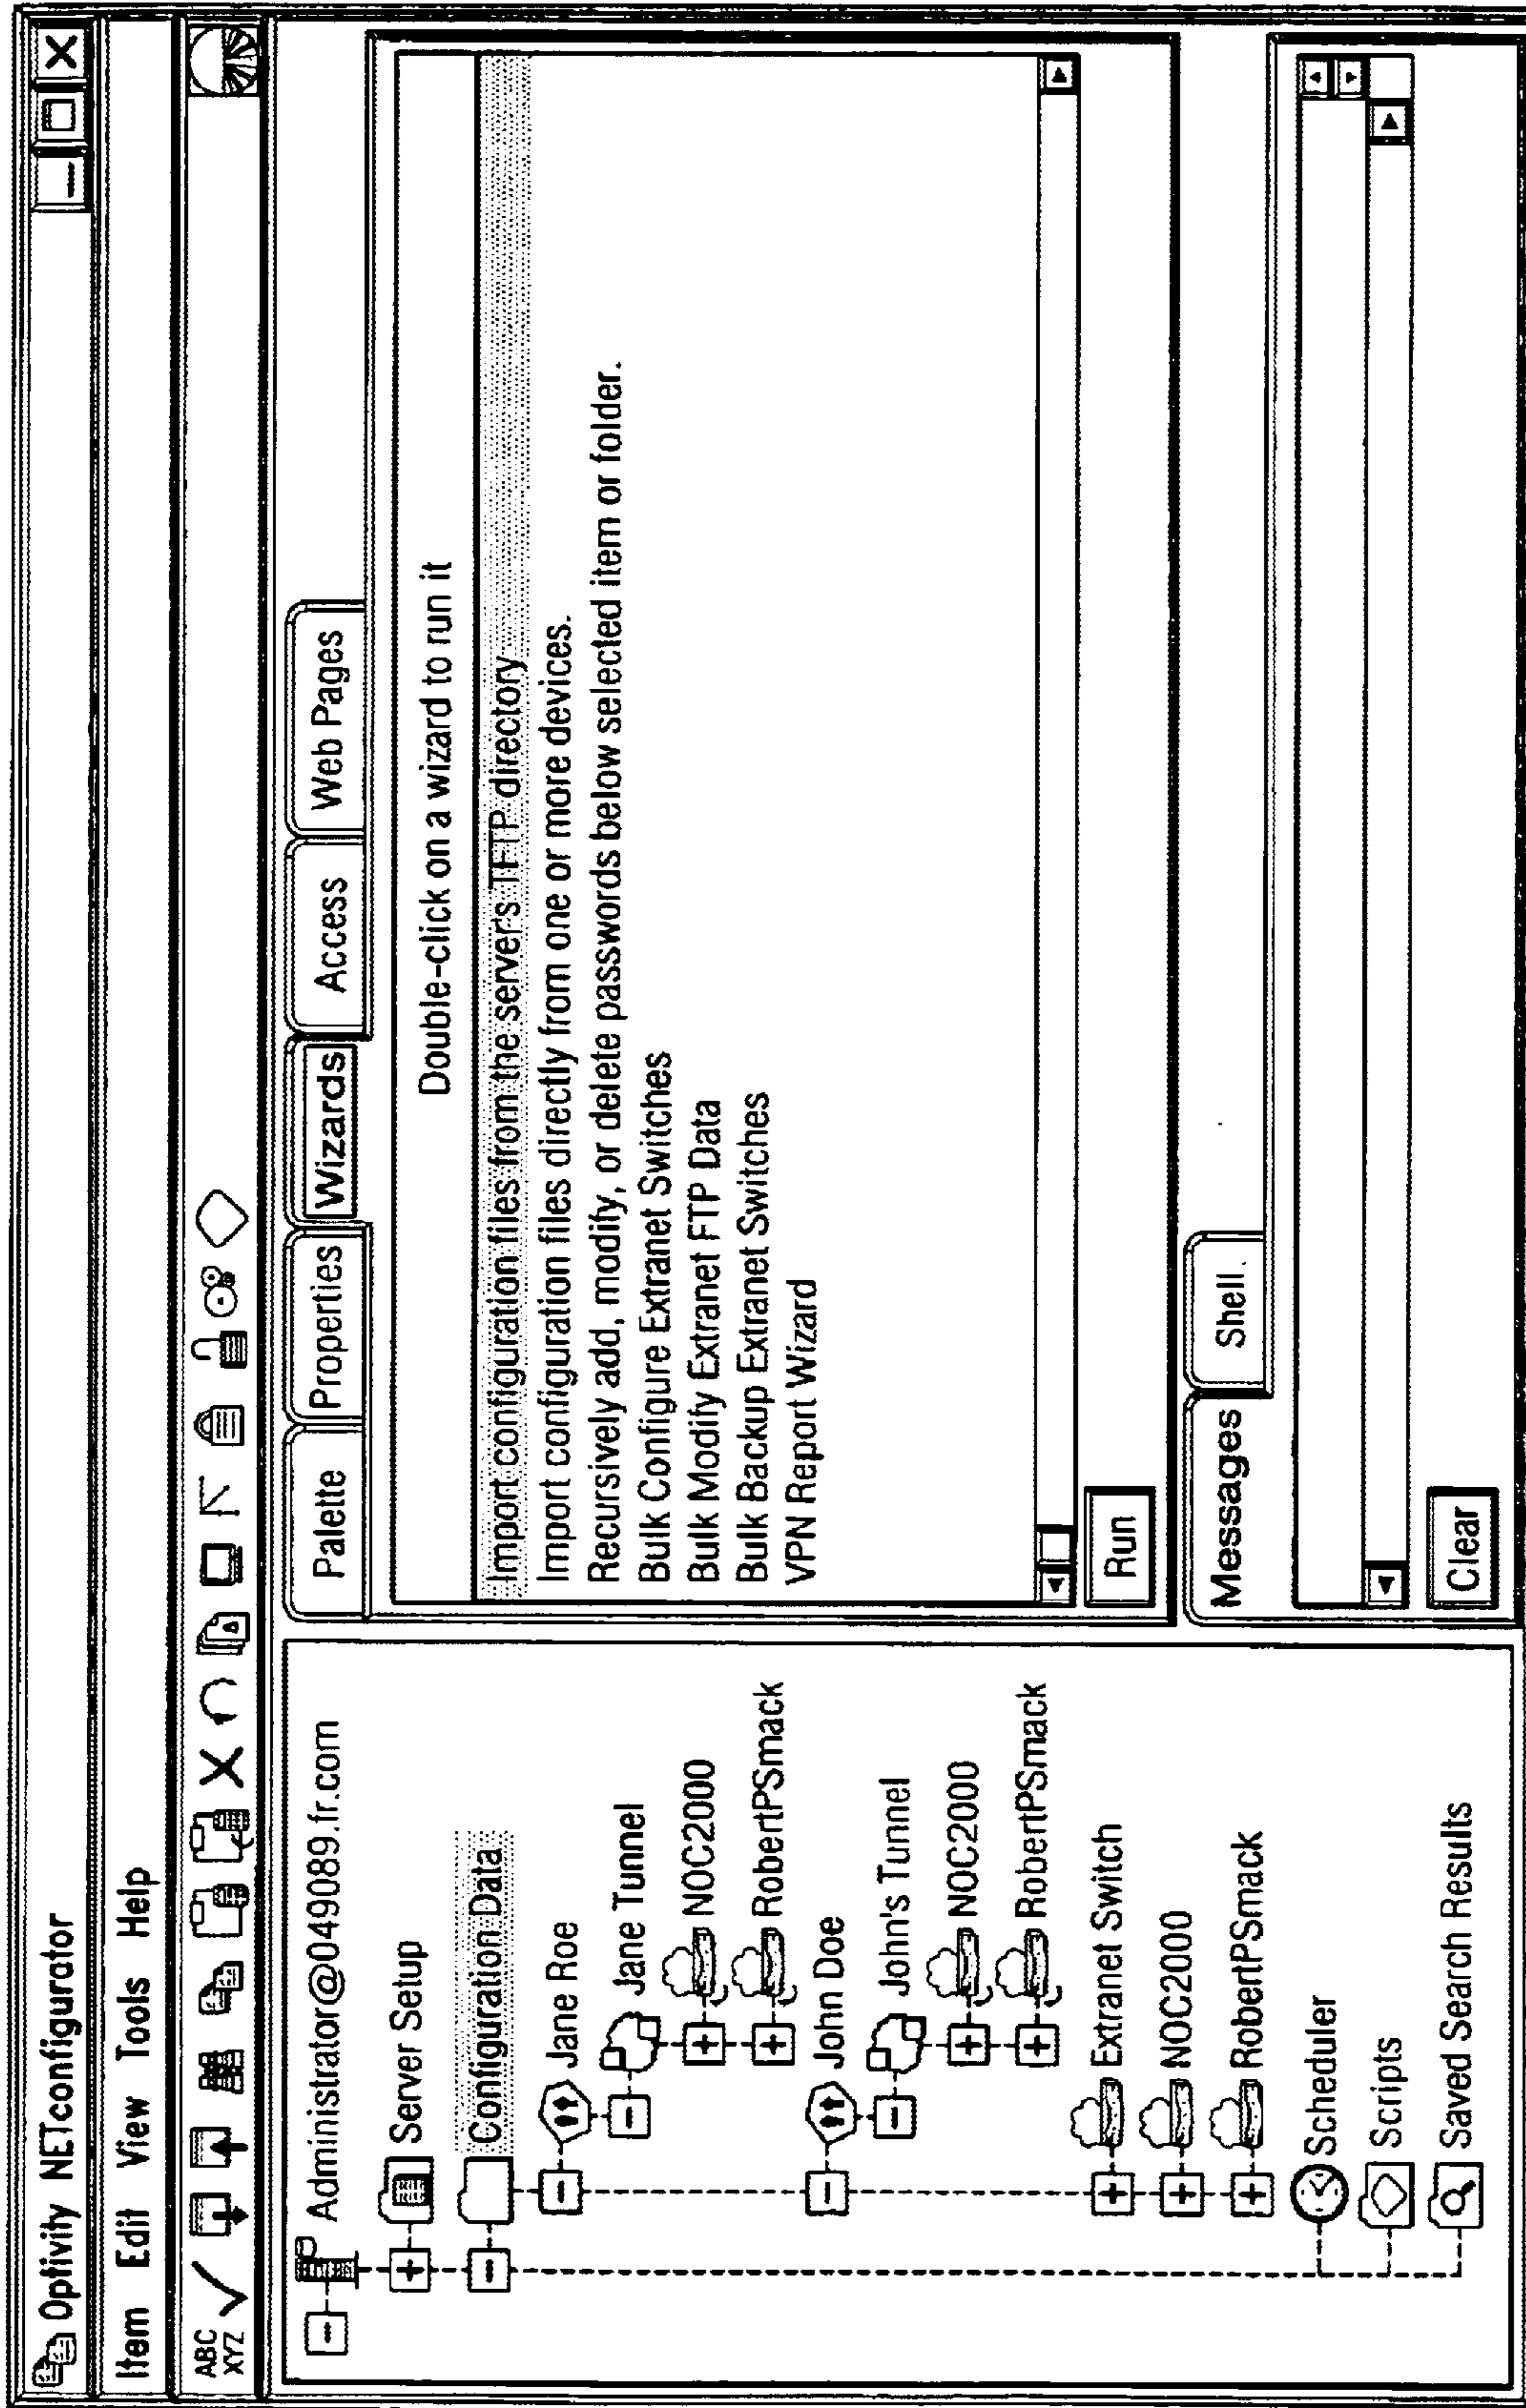 Optivity NETconfigurator
Item Edit View Tools Help
ABC
XYZ
Administrator@049089.fr.com
Server Setup
Configuration Data
Jane Roe
Jane Tunnel
NOC2000
RobertPSmack
John Doe
John's Tunnel
NOC2000
RobertPSmack
Extranet Switch
NOC2000
RobertPSmack
Scheduler
Scripts
Saved Search Results
Palette Properties Wizards Access Web Pages
Double-click on a wizard to run it
Import configuration files from the server's TFTP directory
Import configuration files directly from one or more devices.
Recursively add, modify, or delete passwords below selected item or folder.
Bulk Configure Extranet Switches
Bulk Modify Extranet FTP Data
Bulk Backup Extranet Switches
VPN Report Wizard
Run
Messages Shell
Clear